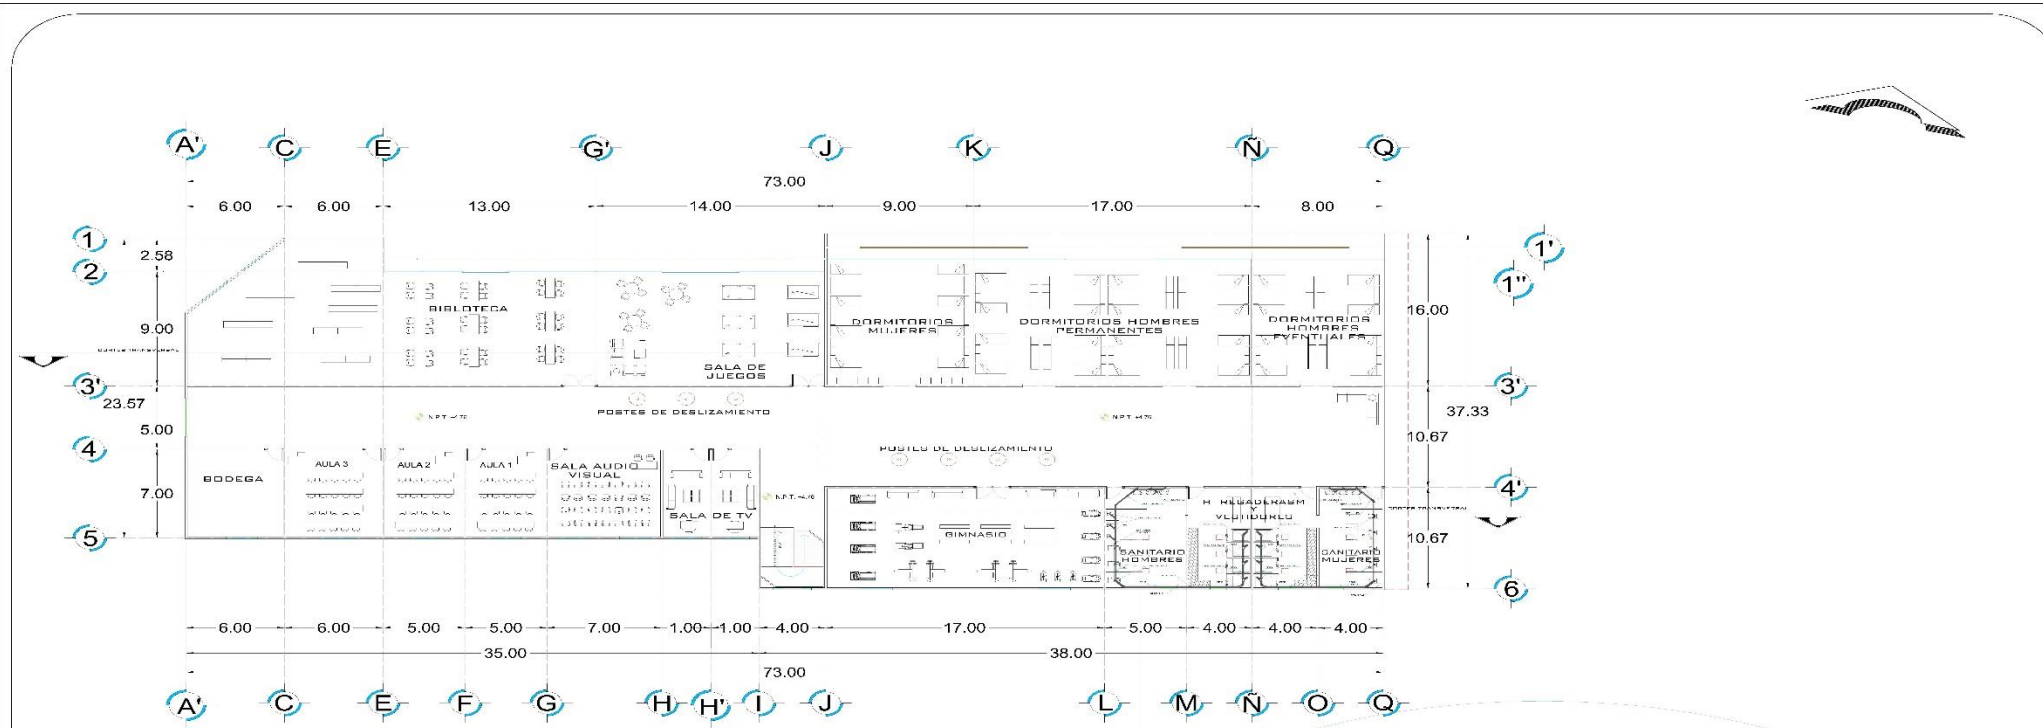 A' C E G' J K Ñ Q
73.00
6.00 6.00 13.00 14.00 9.00 17.00 8.00
1 1'
2.58
2 1"
BIBLOTECA
9.00 16.00
DORMITORIOS
MUJERES
DORMITORIOS HOMBRES
PERMANENTES
DORMITORIOS
HOMBRES
EVENTUALES
SALA DE
JUEGOS
3' 3'
23.57 37.33
POSTES DE DESLIZAMIENTO
5.00 10.67
4
POSTES DE DESLIZAMIENTO
BODEGA
AULA 3
AULA 2
AULA 1
SALA AUDIO
VISUAL
SALA DE TV
7.00
4'
GIMNASIO
SANITARIO
HOMBRES
Y
VESTIDORES
SANITARIO
MUJERES
5 10.67
6
6.00 6.00 5.00 5.00 7.00 1.00 1.00 4.00 17.00 5.00 4.00 4.00 4.00
35.00 38.00
73.00
A' C E F G H H' I J L M Ñ O Q